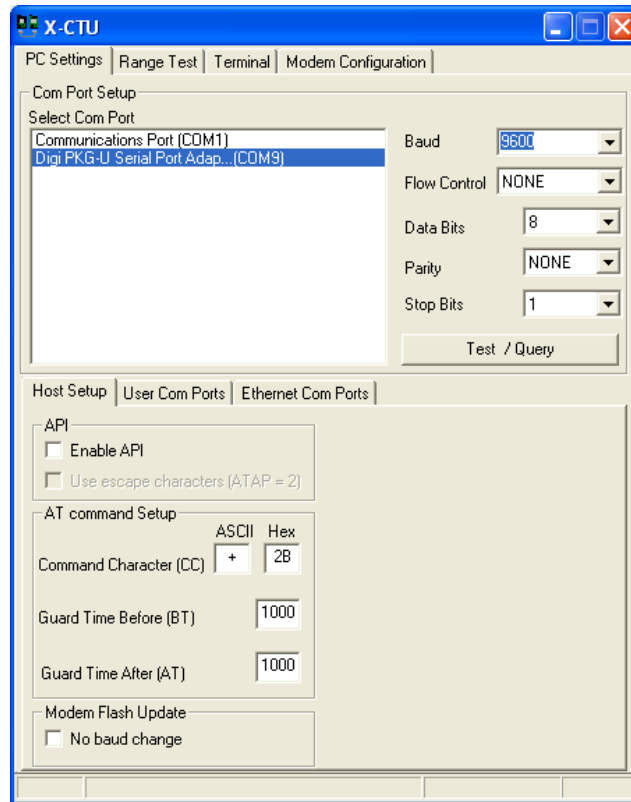 X-CTU
PC Settings Range Test Terminal Modem Configuration
Com Port Setup
Select Com Port
Communications Port (COM1)
Digi PKG-U Serial Port Adap...(COM9)
Baud 9600
Flow Control NONE
Data Bits 8
Parity NONE
Stop Bits 1
Test / Query
Host Setup User Com Ports Ethernet Com Ports
API
Enable API
Use escape characters (ATAP = 2)
AT command Setup
ASCII Hex
Command Character (CC) + 2B
Guard Time Before (BT) 1000
Guard Time After (AT) 1000
Modem Flash Update
No baud change